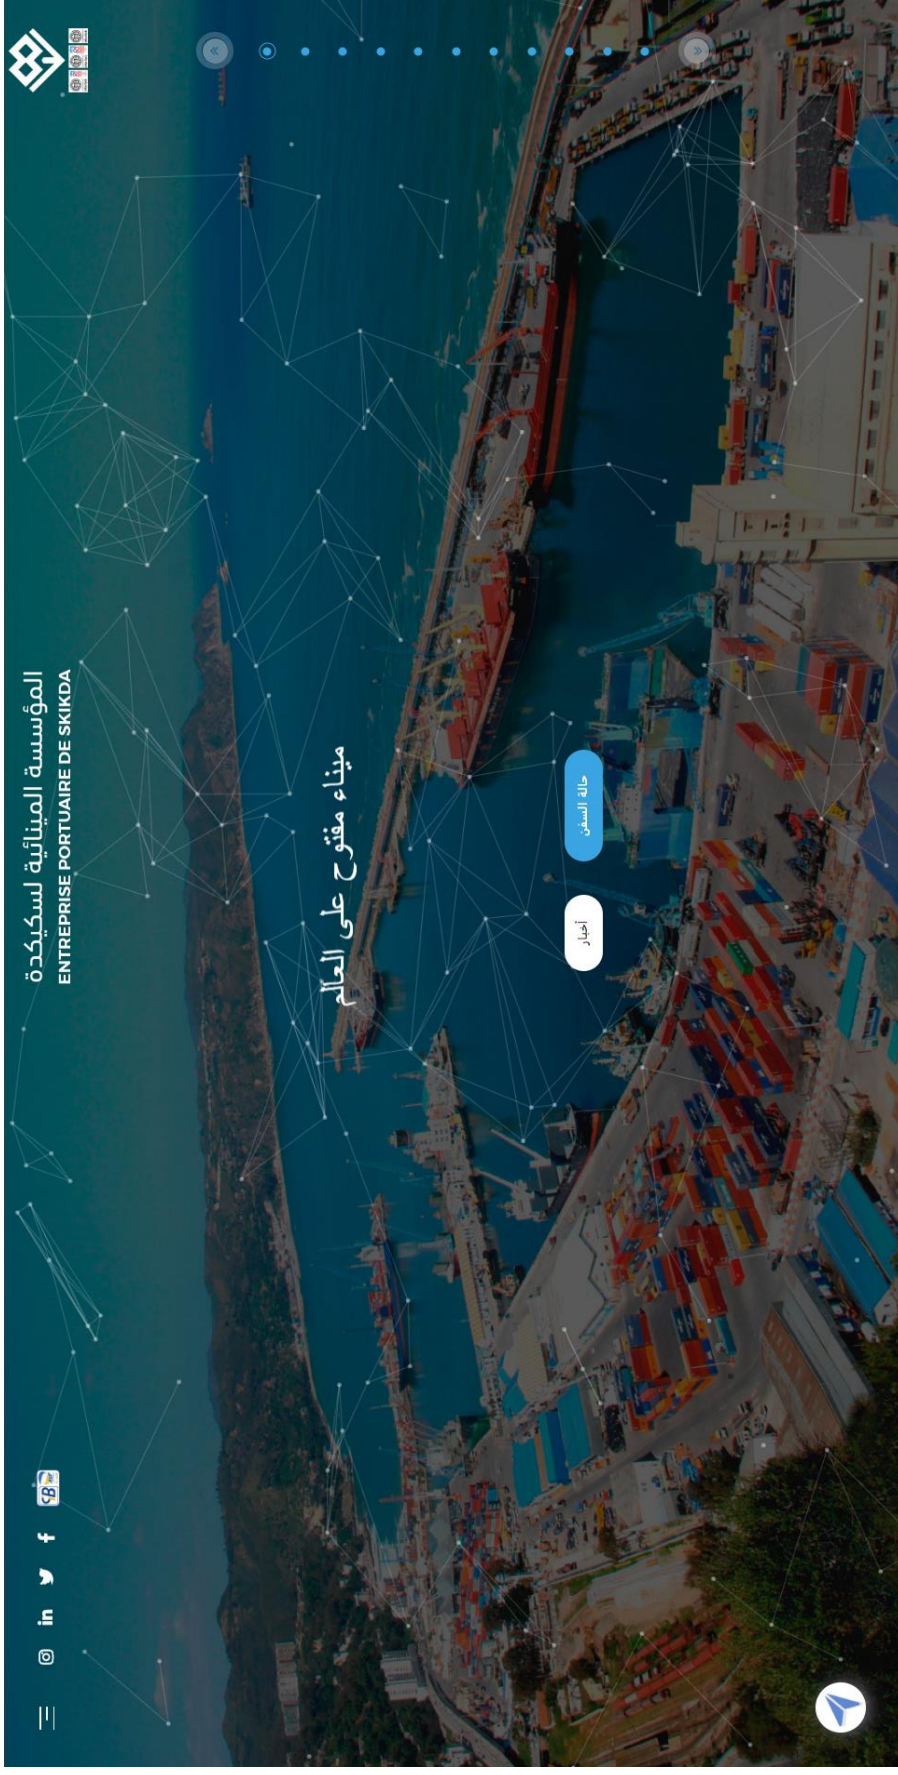 المؤسسة المينائية لسكيكدة
ENTREPRISE PORTUAIRE DE SKIKDA
ميناء مفتوح على العالم
حالة السفن
أخبار